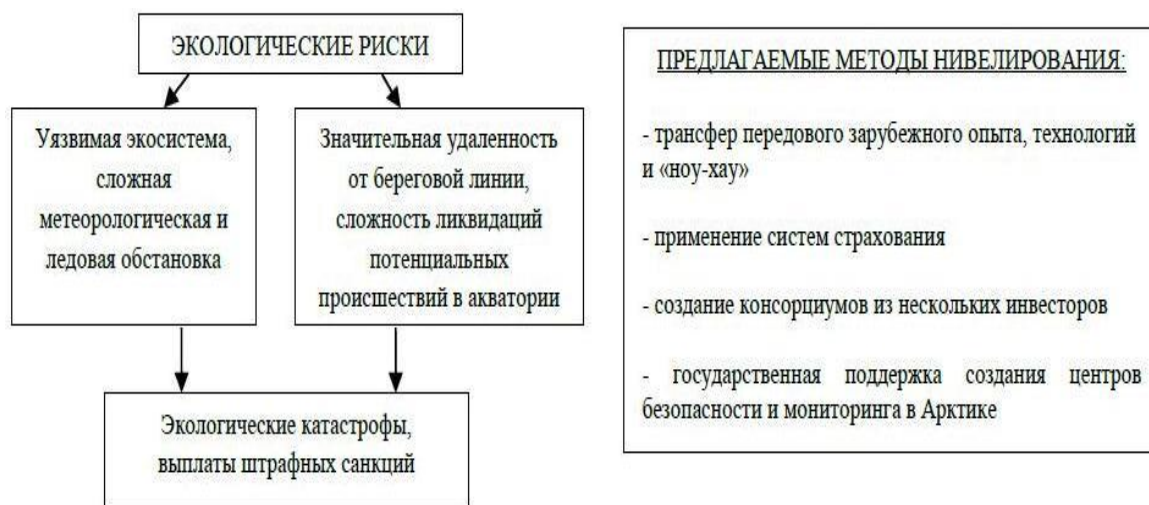 ЭКОЛОГИЧЕСКИЕ РИСКИ
Уязвимая экосистема,
сложная
метеорологическая и
ледовая обстановка
Значительная удаленность
от береговой линии,
сложность ликвидаций
потенциальных
происшествий в акватории
Экологические катастрофы,
выплаты штрафных санкций
ПРЕДЛАГАЕМЫЕ МЕТОДЫ НИВЕЛИРОВАНИЯ:
- трансфер передового зарубежного опыта, технологий
и «ноу-хау»
- применение систем страхования
- создание консорциумов из нескольких инвесторов
- государственная поддержка создания центров
безопасности и мониторинга в Арктике